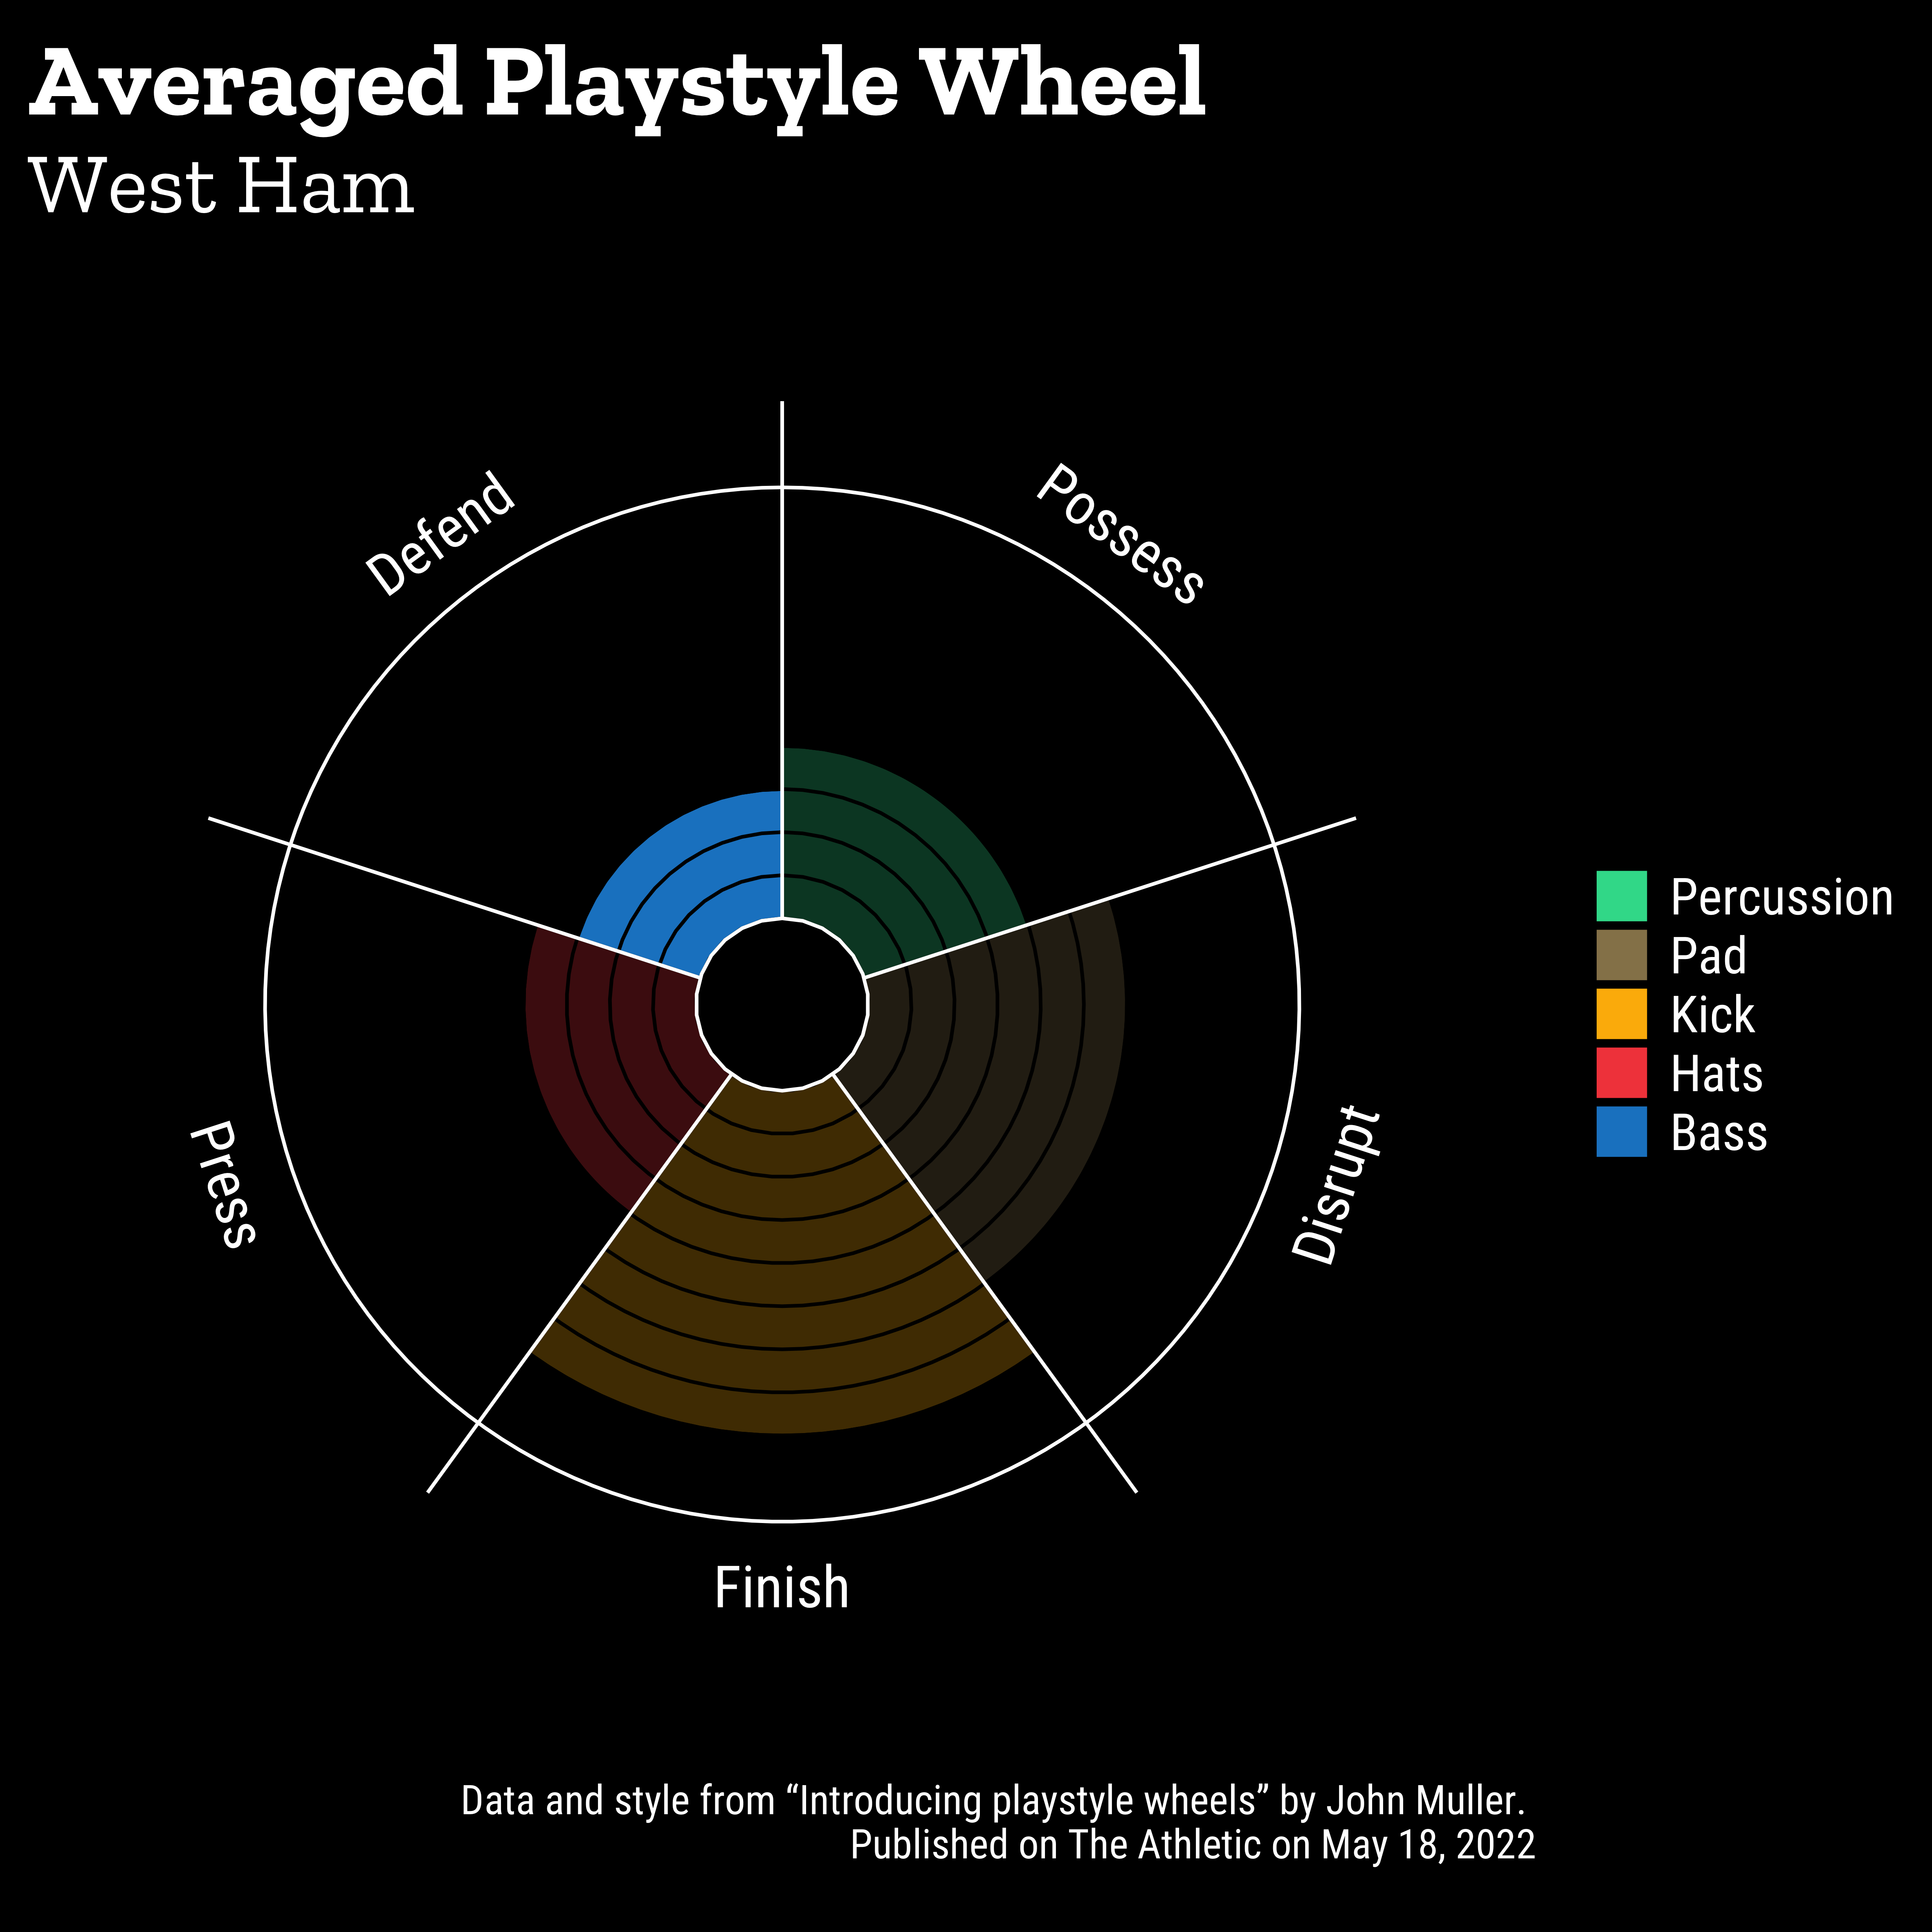 Averaged Playstyle Wheel
West Ham
Defend
Possess
Press
Disrupt
Finish
Percussion
Pad
Kick
Hats
Bass
Data and style from “Introducing playstyle wheels” by John Muller.
Published on The Athletic on May 18, 2022